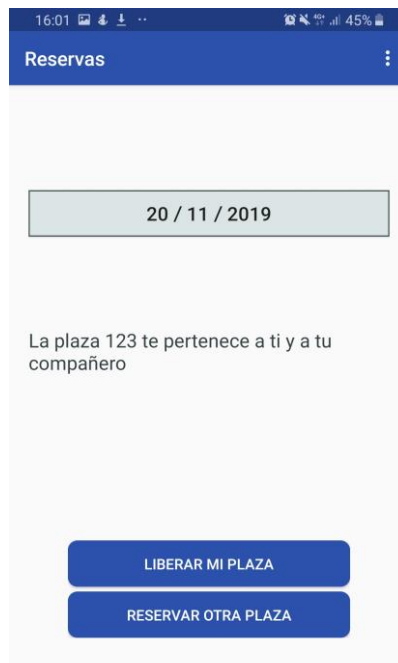 16:01 45%
Reservas
20 / 11 / 2019
La plaza 123 te pertenece a ti y a tu
compañero
LIBERAR MI PLAZA
RESERVAR OTRA PLAZA